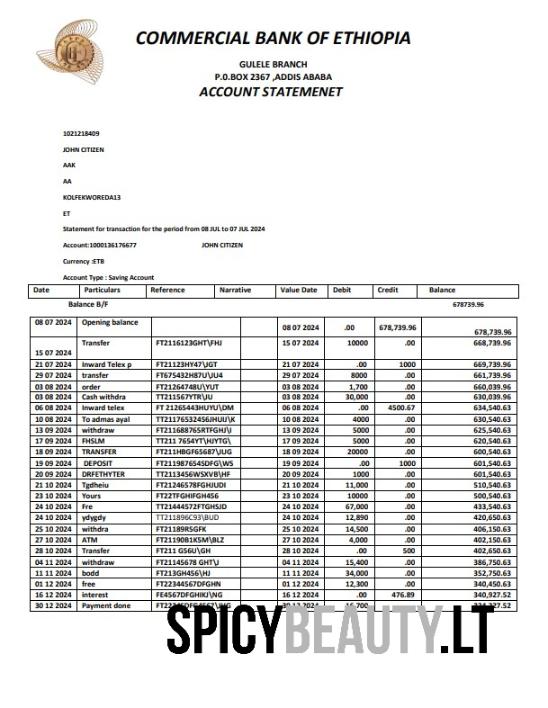 COMMERCIAL BANK OF ETHIOPIA
GULELE BRANCH
P.0.BOX 2367 ,ADDIS ABABA
ACCOUNT STATEMENET
1021218409
JOHN CITIZEN
AAK
AA
KOLFEKWOREDA13
ET
Statement for transaction for the period from 08 JUL to 07 JUL 2024
Account:1000136176677 JOHN CITIZEN
Currency :ETB
Account Type : Saving Account
Date Particulars Reference Narrative Value Date Debit Credit Balance
Balance B/F 678739.96
08 07 2024 Opening balance 08 07 2024 .00 678,739.96 678,739.96
15 07 2024 Transfer FT2116123GHT\FHJ 15 07 2024 10000 .00 668,739.96
21 07 2024 Inward Telex p FT21123HY47\JGT 21 07 2024 .00 1000 669,739.96
29 07 2024 transfer FT675432H87U\IU4 29 07 2024 8000 .00 661,739.96
03 08 2024 order FT21264748U\YUT 03 08 2024 1,700 .00 660,039.96
03 08 2024 Cash withdra FT211567YTR\JU 03 08 2024 30,000 .00 630,039.96
06 08 2024 Inward telex FT 21265443HUYU\DM 06 08 2024 .00 4500.67 634,540.63
10 08 2024 To admas ayal TT21176532456JHUIJ\K 10 08 2024 4000 .00 630,540.63
13 09 2024 withdraw FT211688765RTFGHJ\I 13 09 2024 5000 .00 625,540.63
17 09 2024 FHSLM TT211 7654YT\HJYTG\ 17 09 2024 5000 .00 620,540.63
18 09 2024 TRANSFER FT211HBGF65687\IUG 18 09 2024 20000 .00 600,540.63
19 09 2024 DEPOSIT FT2119876545DFG\WS 19 09 2024 .00 1000 601,540.63
20 09 2024 DRFETHYTER TT2113456WSXVB\HF 20 09 2024 1000 .00 601,540.63
21 10 2024 Tgdheiu FT21246578FGHJUDI 21 10 2024 11,000 .00 510,540.63
23 10 2024 Yours FT22TFGHIFGH456 23 10 2024 10000 .00 500,540.63
24 10 2024 Fre FT21444572FTGHSJD 24 10 2024 67,000 .00 433,540.63
24 10 2024 ydygdy TT211896C93\BUD 24 10 2024 12,890 .00 420,650.63
25 10 2024 withdra FT21189R5GFK 25 10 2024 14,500 .00 406,150.63
27 10 2024 ATM FT21190B1K5M\BLZ 27 10 2024 4,000 .00 402,150.63
28 10 2024 Transfer FT211 G56U\GH 28 10 2024 .00 500 402,650.63
04 11 2024 withdraw FT21145678 GHT\J 04 11 2024 15,400 .00 386,750.63
11 11 2024 bodd FT213GH456\HJ 11 11 2024 34,000 .00 352,750.63
01 12 2024 free FT22344567DFGHN 01 12 2024 12,300 .00 340,450.63
16 12 2024 interest FE4567DFGHIKJ\NG 16 12 2024 .00 476.89 340,927.52
30 12 2024 Payment done 30 12 2024 16,700
SPICYBEAUTY.LT